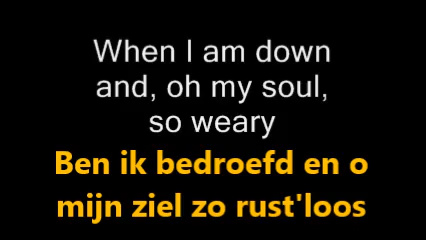 When I am down
and, oh my soul,
so weary
Ben ik bedroefd en o
mijn ziel zo rust'loos